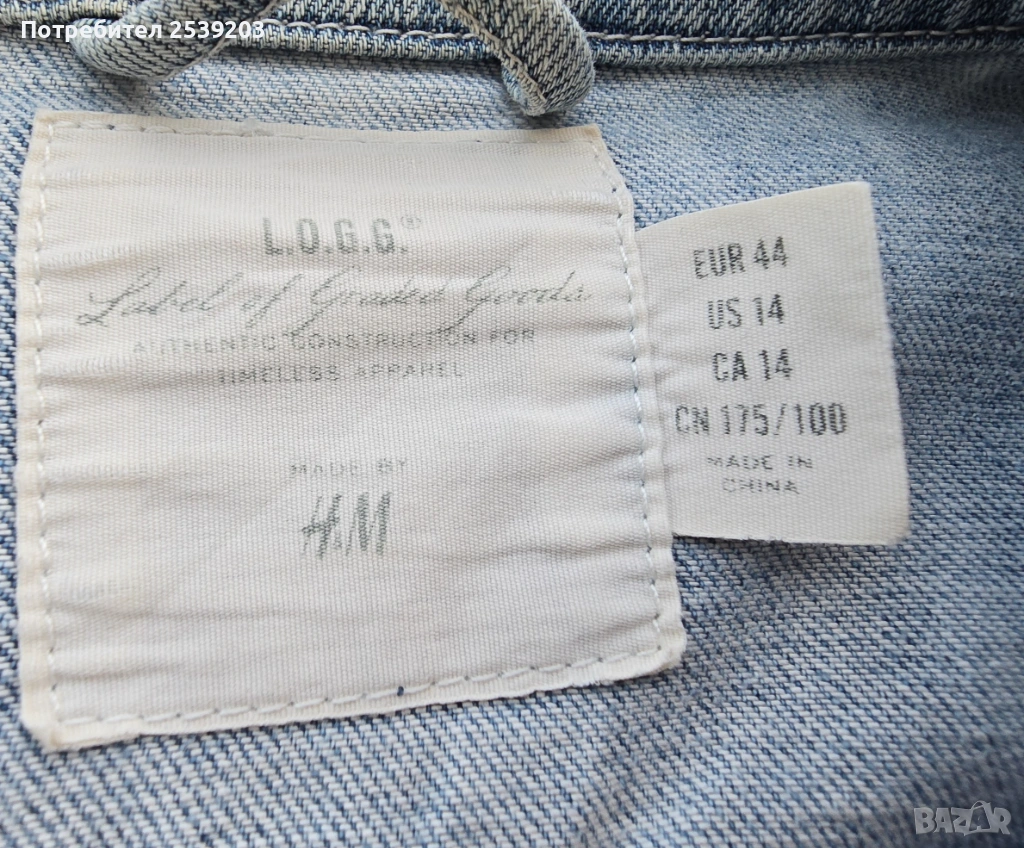 Потребител 2539203
L.O.G.G.®
Label of Graded Goods
AUTHENTIC CONSTRUCTION FOR
TIMELESS APPAREL
MADE BY
H&M
EUR 44
US 14
CA 14
CN 175/100
MADE IN
CHINA
BAZAR